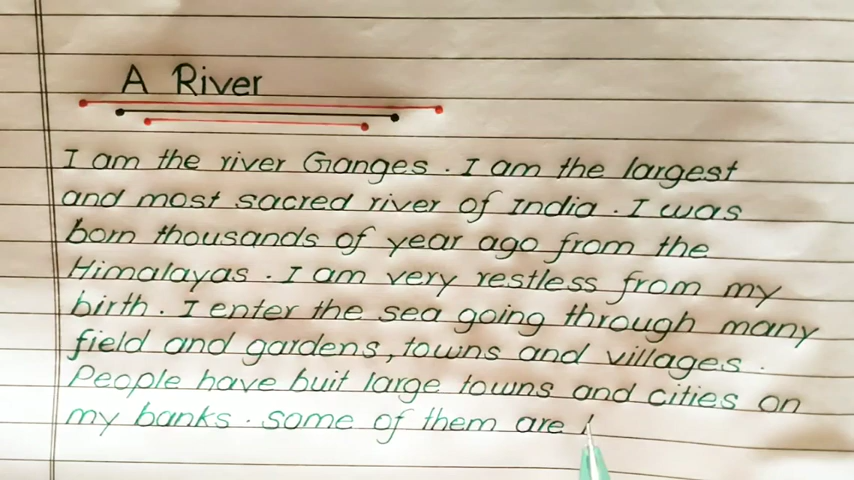 A River
I am the river Ganges. I am the largest
and most sacred river of India. I was
born thousands of year ago from the
Himalayas. I am very restless from my
birth. I enter the sea going through many
field and gardens, towns and villages.
People have buit large towns and cities on
my banks. some of them are